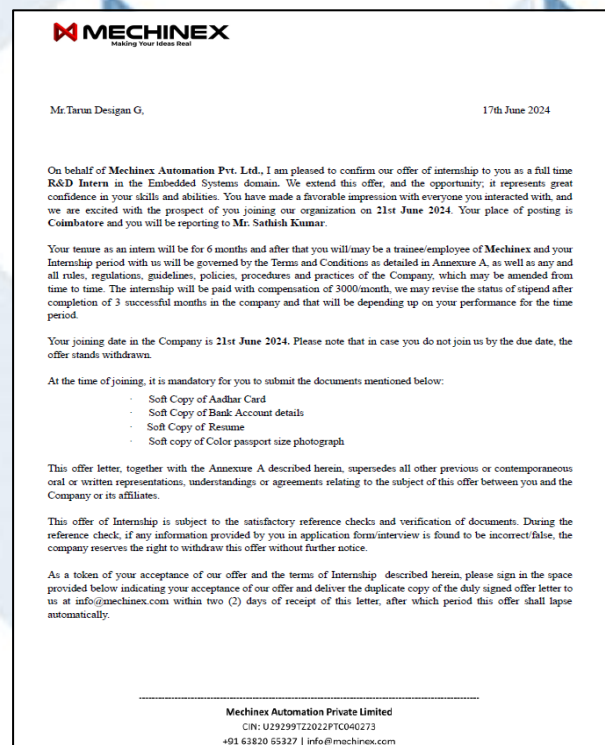 MECHINEX
Making Your Ideas Real
Mr.Tarun Desigan G, 17th June 2024
On behalf of Mechinex Automation Pvt. Ltd., I am pleased to confirm our offer of internship to you as a full time
R&D Intern in the Embedded Systems domain. We extend this offer, and the opportunity; it represents great
confidence in your skills and abilities. You have made a favorable impression with everyone you interacted with, and
we are excited with the prospect of you joining our organization on 21st June 2024. Your place of posting is
Coimbatore and you will be reporting to Mr. Sathish Kumar.
Your tenure as an intern will be for 6 months and after that you will/may be a trainee/employee of Mechinex and your
Internship period with us will be governed by the Terms and Conditions as detailed in Annexure A, as well as any and
all rules, regulations, guidelines, policies, procedures and practices of the Company, which may be amended from
time to time. The internship will be paid with compensation of 3000/month, we may revise the status of stipend after
completion of 3 successful months in the company and that will be depending up on your performance for the time
period.
Your joining date in the Company is 21st June 2024. Please note that in case you do not join us by the due date, the
offer stands withdrawn.
At the time of joining, it is mandatory for you to submit the documents mentioned below:
· Soft Copy of Aadhar Card
· Soft Copy of Bank Account details
· Soft Copy of Resume
· Soft copy of Color passport size photograph
This offer letter, together with the Annexure A described herein, supersedes all other previous or contemporaneous
oral or written representations, understandings or agreements relating to the subject of this offer between you and the
Company or its affiliates.
This offer of Internship is subject to the satisfactory reference checks and verification of documents. During the
reference check, if any information provided by you in application form/interview is found to be incorrect/false, the
company reserves the right to withdraw this offer without further notice.
As a token of your acceptance of our offer and the terms of Internship described herein, please sign in the space
provided below indicating your acceptance of our offer and deliver the duplicate copy of the duly signed offer letter to
us at info@mechinex.com within two (2) days of receipt of this letter, after which period this offer shall lapse
automatically.
Mechinex Automation Private Limited
CIN: U29299TZ2022PTC040273
+91 63820 65327 | info@mechinex.com